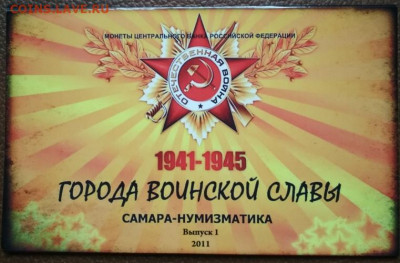 COINS.LAVE.RU
МОНЕТЫ ЦЕНТРАЛЬНОГО БАНКА РОССИЙСКОЙ ФЕДЕРАЦИИ
ОТЕЧЕСТВЕННАЯ ВОЙНА
1941-1945
ГОРОДА ВОИНСКОЙ СЛАВЫ
САМАРА-НУМИЗМАТИКА
Выпуск 1
2011